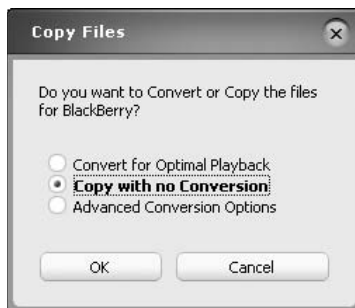 Copy Files
Do you want to Convert or Copy the files
for BlackBerry?
Convert for Optimal Playback
Copy with no Conversion
Advanced Conversion Options
OK Cancel